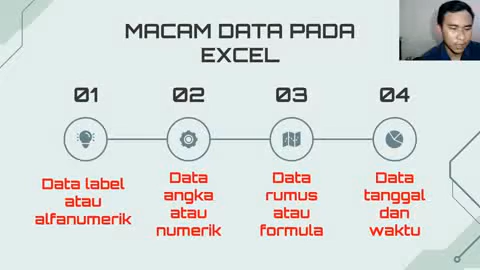 MACAM DATA PADA
EXCEL
01
Data label
atau
alfanumerik
02
Data
angka
atau
numerik
03
Data
rumus
atau
formula
04
Data
tanggal
dan
waktu